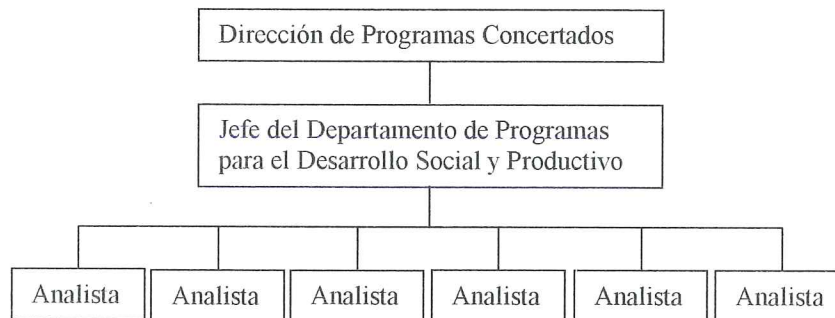 Dirección de Programas Concertados
Jefe del Departamento de Programas
para el Desarrollo Social y Productivo
Analista
Analista
Analista
Analista
Analista
Analista